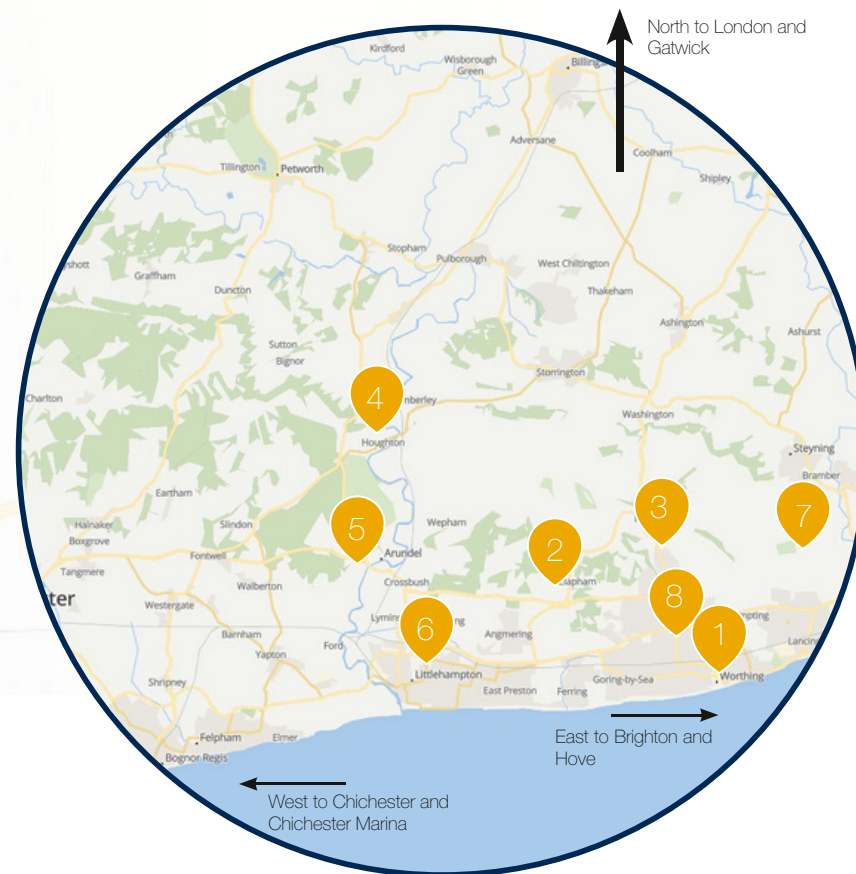 North to London and
Gatwick
Kirdford
Wisborough
Green
Adversane
Coolham
Tillington
Petworth
Shipley
Stopham
Pulborough
West Chiltington
Graffham
Duncton
Thakeham
Ashington
Ashurst
Sutton
Bignor
Storrington
Charlton
4
Washington
Houghton
Steyning
Bramber
Eartham
3
7
Halnaker
Slindon
5
Wepham
Boxgrove
2
Fontwell
Arundel
Tangmere
Crossbush
Walberton
8
Westergate
6
1
Angmering
Barnham
Ford
Yapton
Shripney
Littlehampton
Goring-by-Sea
Worthing
East Preston
Ferring
Felpham
Elmer
Bognor Regis
East to Brighton and
Hove
West to Chichester and
Chichester Marina